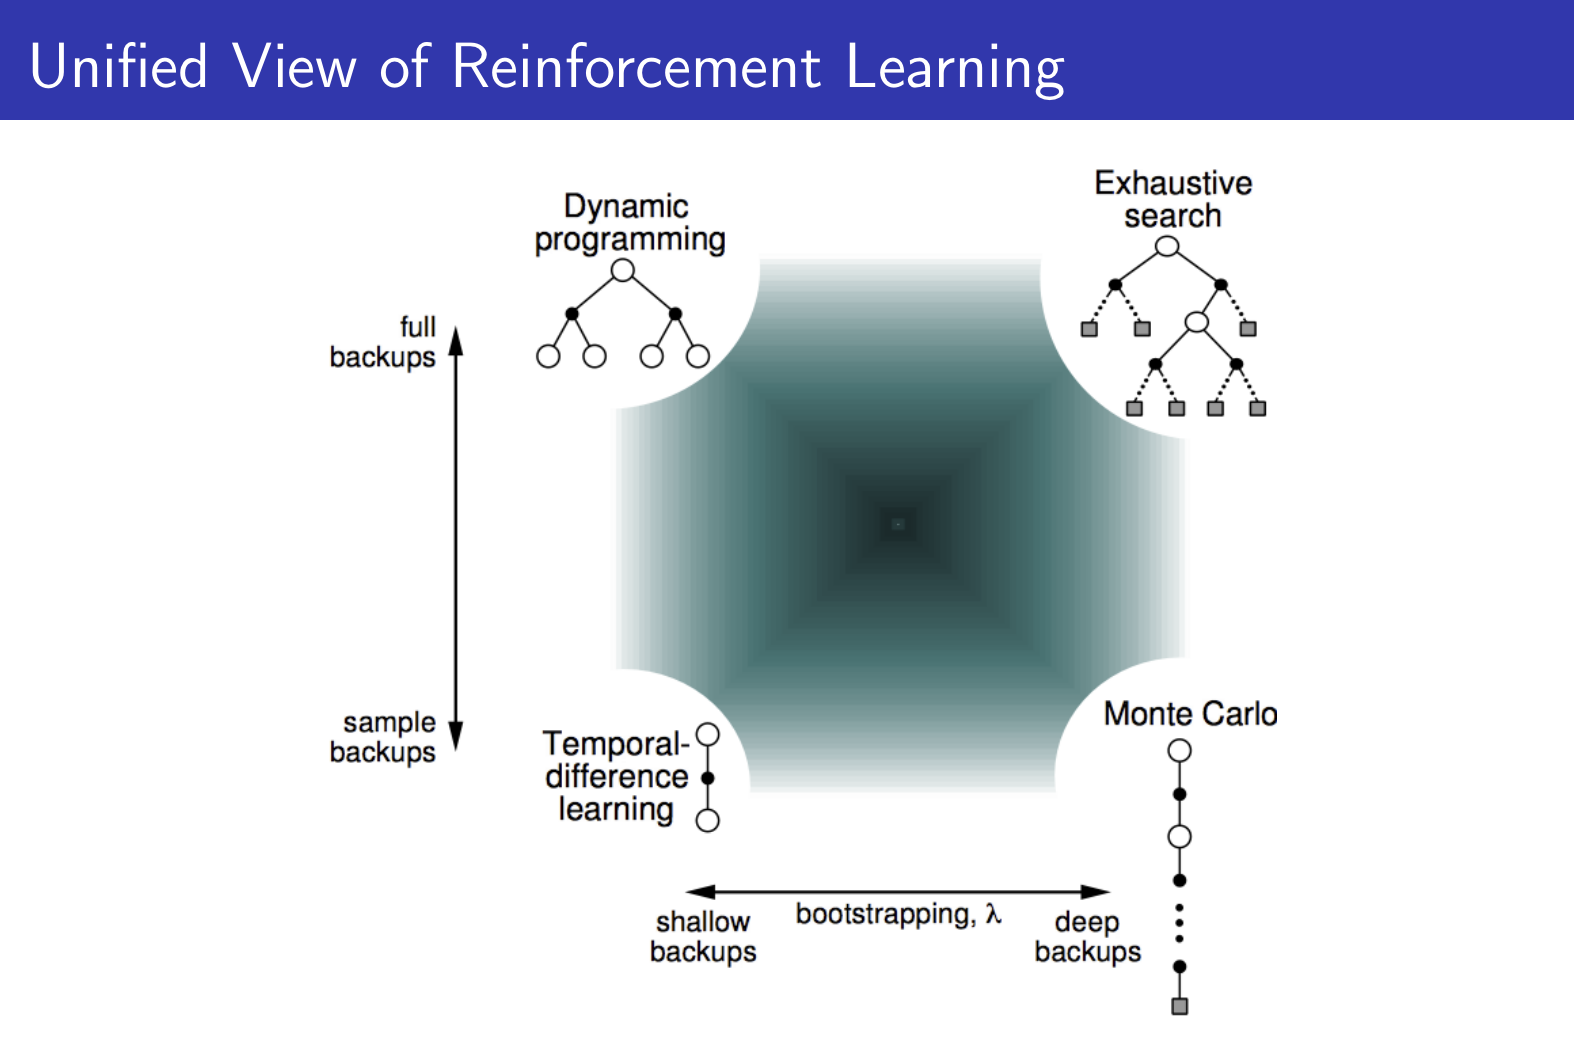 Unified View of Reinforcement Learning
Dynamic
programming
Exhaustive
search
full
backups
sample
backups
Temporal-
difference
learning
Monte Carlo
bootstrapping, λ
shallow
backups
deep
backups